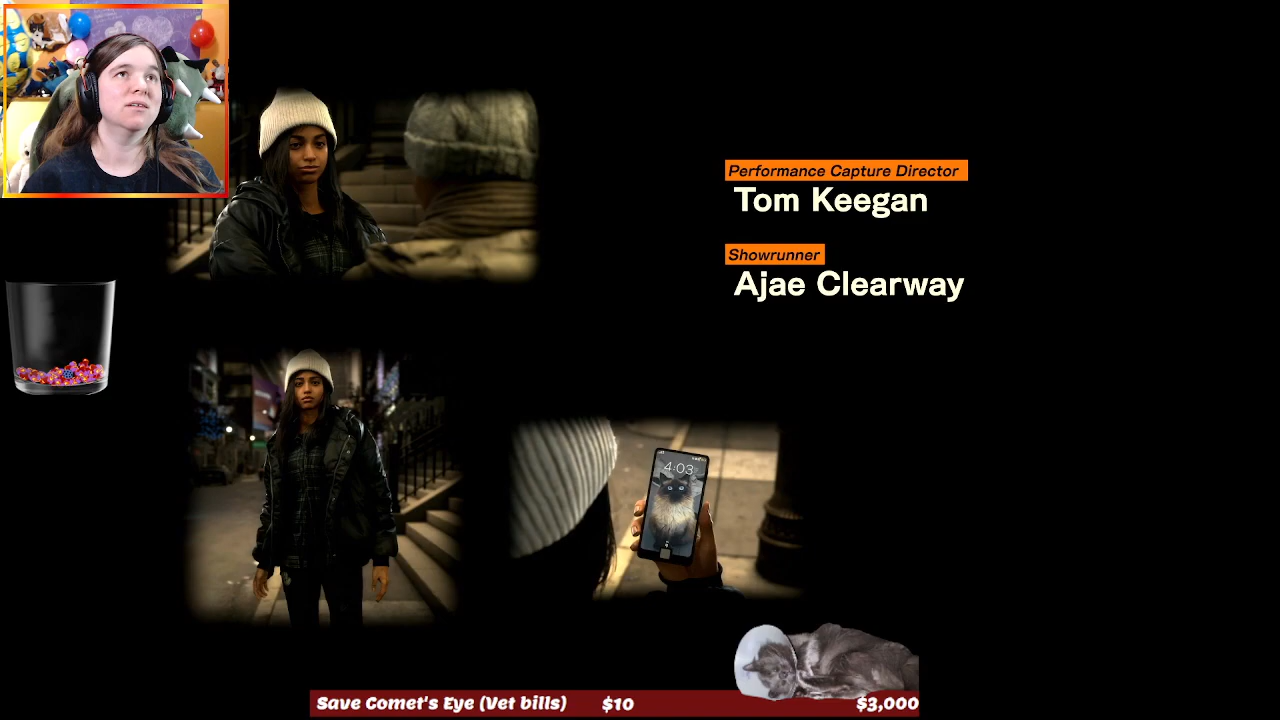 Performance Capture Director
Tom Keegan
Showrunner
Ajae Clearway
4:03
Save Comet's Eye (Vet bills) $10 $3,000